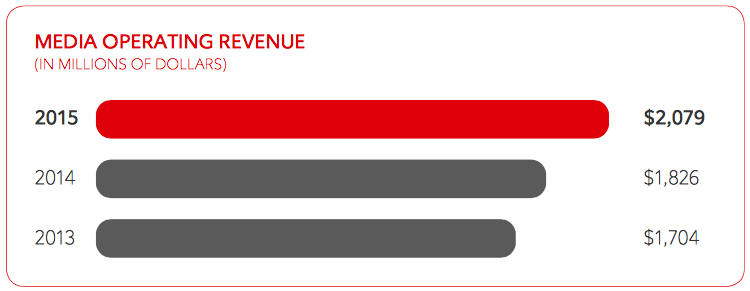 MEDIA OPERATING REVENUE
(IN MILLIONS OF DOLLARS)
2015 $2,079
2014 $1,826
2013 $1,704